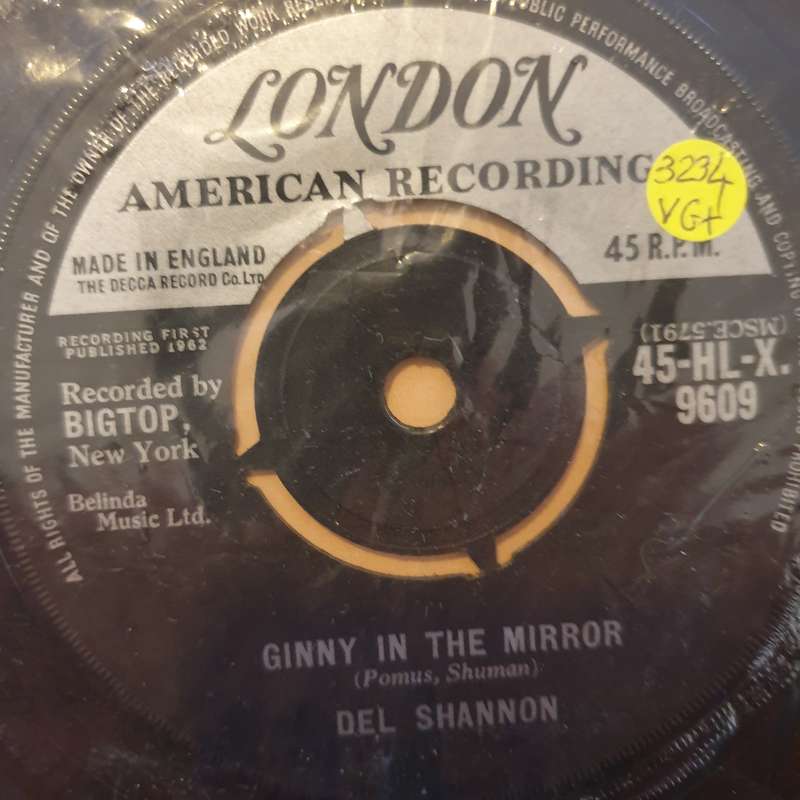 ALL RIGHTS OF THE MANUFACTURER AND OF THE OWNER OF THE RECORDED WORK RESE
PUBLIC PERFORMANCE BROADCASTING AND COPYING O
PROHIBITED
LONDON
AMERICAN RECORDING
3234
VG+
MADE IN ENGLAND
THE DECCA RECORD Co. LTD
45 R.P.M.
RECORDING FIRST
PUBLISHED 1962
(MSCE.5791)
45-HL-X.
9609
Recorded by
BIGTOP,
New York
Belinda
Music Ltd.
GINNY IN THE MIRROR
(Pomus, Shuman)
DEL SHANNON